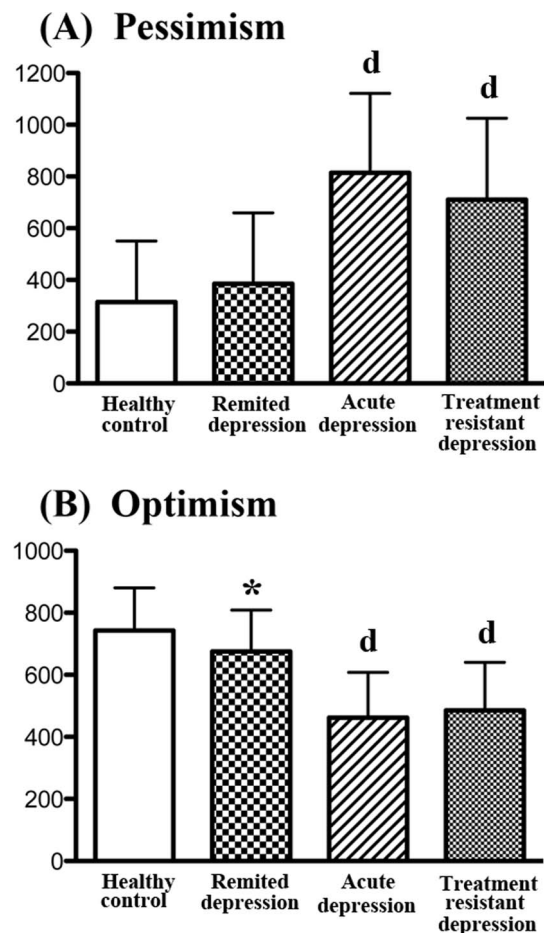 (A) Pessimism
d
d
1200
1000
800
600
400
200
0
Healthy control
Remited depression
Acute depression
Treatment resistant depression
(B) Optimism
*
d
d
1000
800
600
400
200
0
Healthy control
Remited depression
Acute depression
Treatment resistant depression